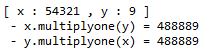 [ x : 54321 , y : 9 ]
- x.multiplyone(y) = 488889
- y.multiplyone(x) = 488889